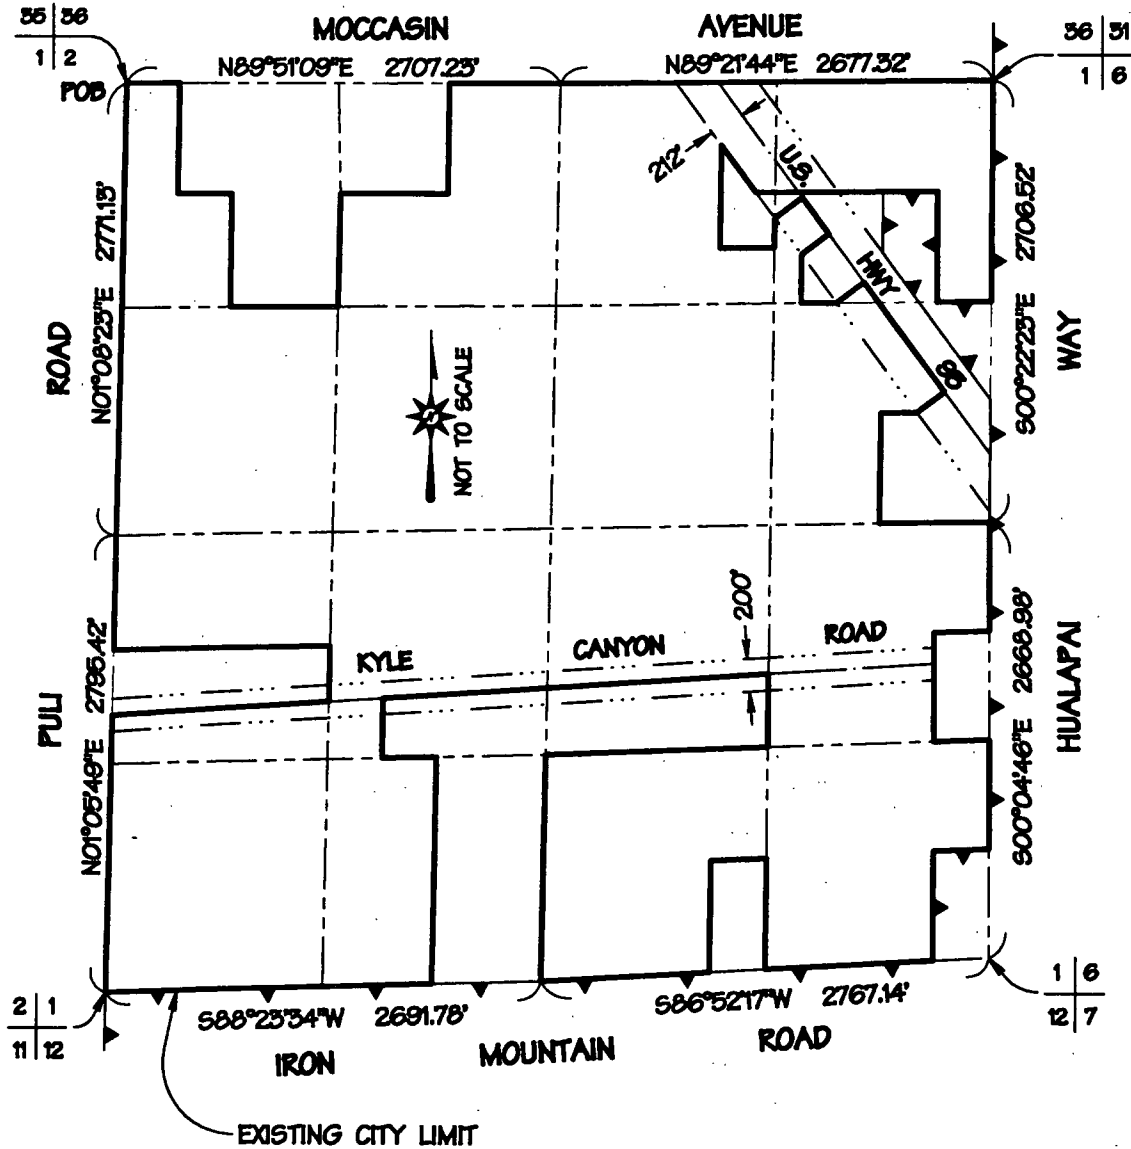 35 36
1 2
MOCCASIN AVENUE
36 31
1 6
N89°51'09"E 2707.23'
N89°21'44"E 2677.32'
POB
212'
U.S.
HWY
95
N01°08'23"E 2771.13'
S00°22'23"E 2706.52'
ROAD
WAY
NOT TO SCALE
200'
KYLE CANYON ROAD
N01°05'49"E 2795.42'
S00°04'46"E 2668.98'
PULI
HUALAPAI
2 1
11 12
S88°23'34"W 2691.78'
S86°52'17"W 2767.14'
1 6
12 7
IRON MOUNTAIN ROAD
EXISTING CITY LIMIT